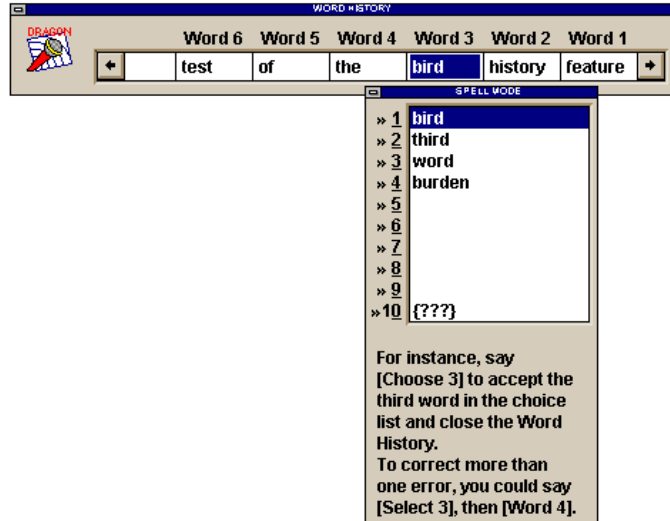 WORD HISTORY
DRAGON
Word 6 Word 5 Word 4 Word 3 Word 2 Word 1
test of the bird history feature
SPELL MODE
» 1 bird
» 2 third
» 3 word
» 4 burden
» 5
» 6
» 7
» 8
» 9
»10 {???}
For instance, say
[Choose 3] to accept the
third word in the choice
list and close the Word
History.
To correct more than
one error, you could say
[Select 3], then [Word 4].